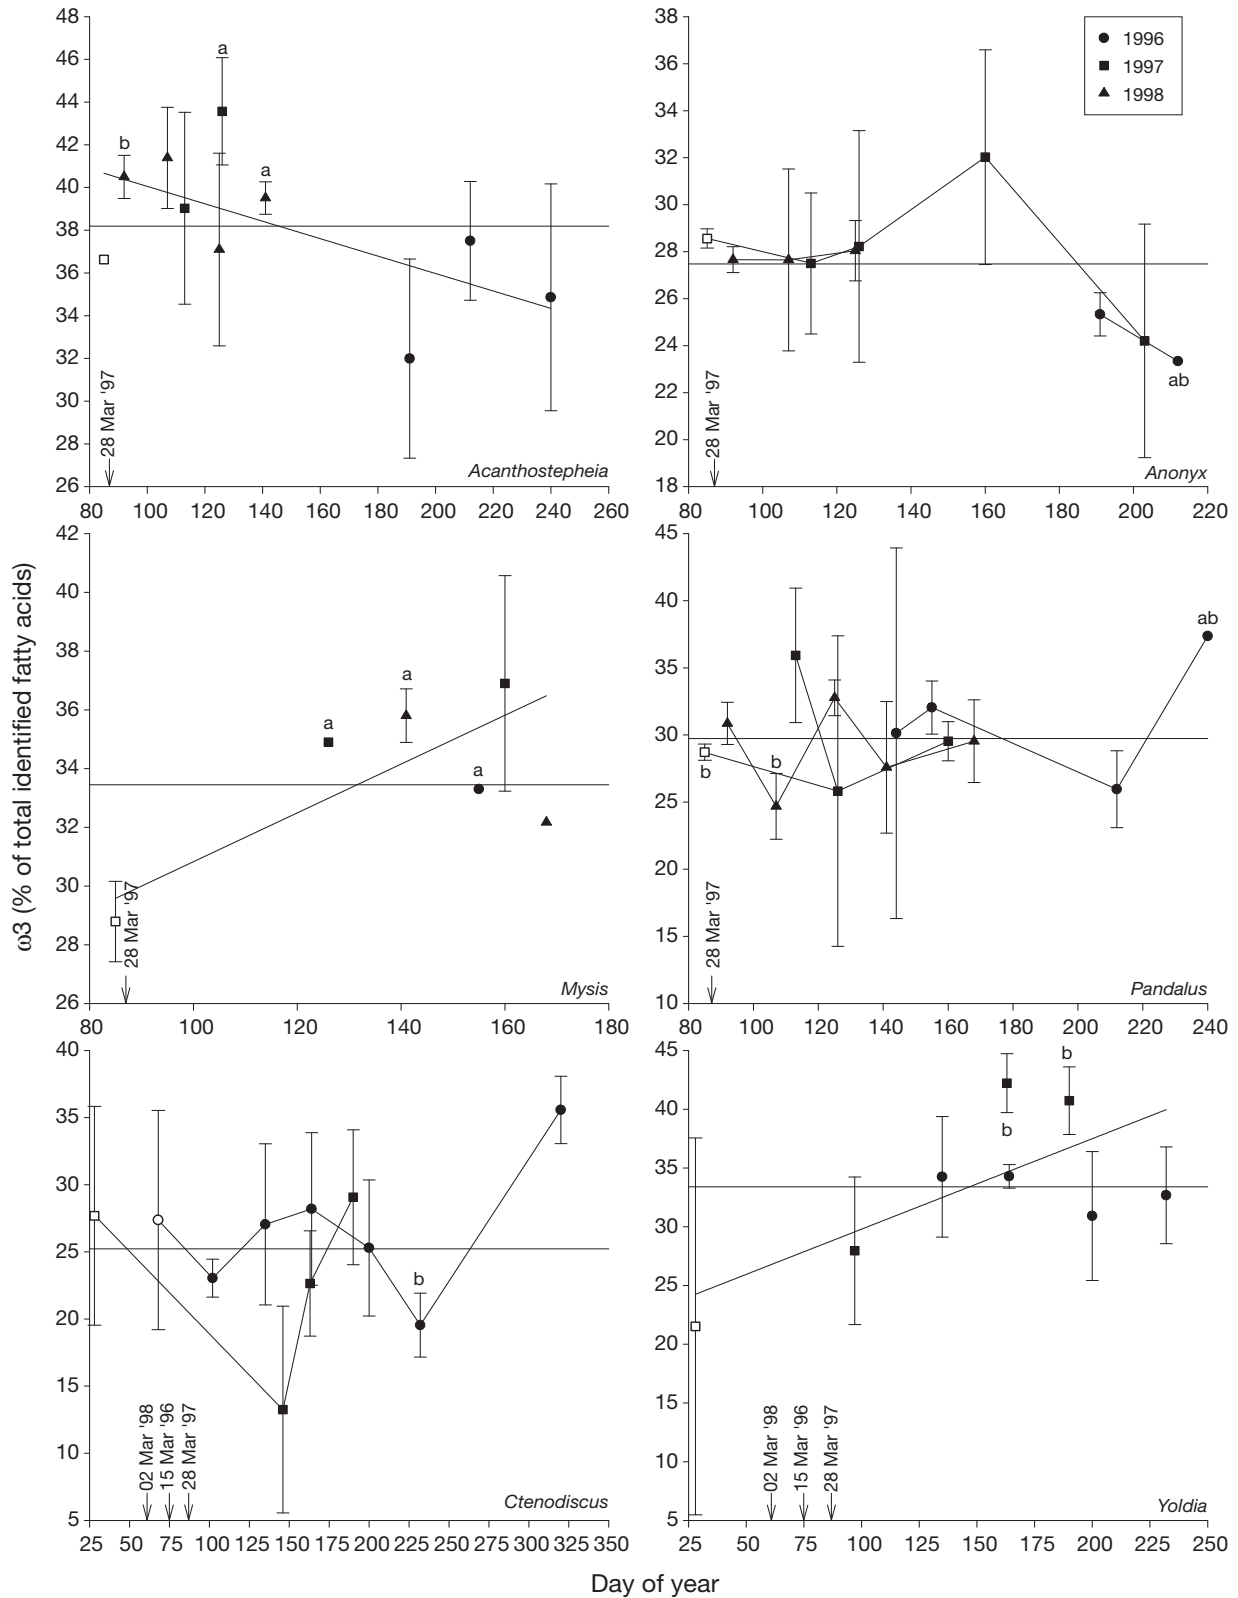 ω3 (% of total identified fatty acids)
48
46
44
42
40
38
36
34
32
30
28
26
a
b
a
28 Mar '97
Acanthostepheia
80 100 120 140 160 180 200 220 240 260
38
36
34
32
30
28
26
24
22
20
18
1996
1997
1998
ab
28 Mar '97
Anonyx
80 100 120 140 160 180 200 220
42
40
38
36
34
32
30
28
26
a
a
a
28 Mar '97
Mysis
80 100 120 140 160 180
45
40
35
30
25
20
15
10
ab
b
b
28 Mar '97
Pandalus
80 100 120 140 160 180 200 220 240
40
35
30
25
20
15
10
5
b
02 Mar '98
15 Mar '96
28 Mar '97
Ctenodiscus
25 50 75 100 125 150 175 200 225 250 275 300 325 350
45
40
35
30
25
20
15
10
5
b
b
02 Mar '98
15 Mar '96
28 Mar '97
Yoldia
25 50 75 100 125 150 175 200 225 250
Day of year